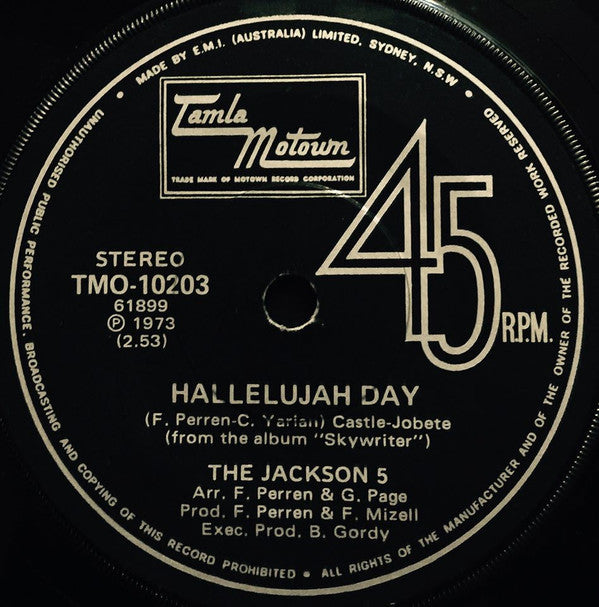 MADE BY E.M.I. (AUSTRALIA) LIMITED. SYDNEY, N.S.W •
UNAUTHORISED PUBLIC PERFORMANCE, BROADCASTING AND COPYING OF THIS RECORD PROHIBITED •
ALL RIGHTS OF THE MANUFACTURER AND OF THE OWNER OF THE RECORDED WORK RESERVED •
Tamla
Motown
TRADE MARK OF MOTOWN RECORD CORPORATION
45 R.P.M.
STEREO
TMO-10203
61899
Ⓟ 1973
(2.53)
HALLELUJAH DAY
(F. Perren-C. Yarian) Castle-Jobete
(from the album "Skywriter")
THE JACKSON 5
Arr. F. Perren & G. Page
Prod. F. Perren & F. Mizell
Exec. Prod. B. Gordy